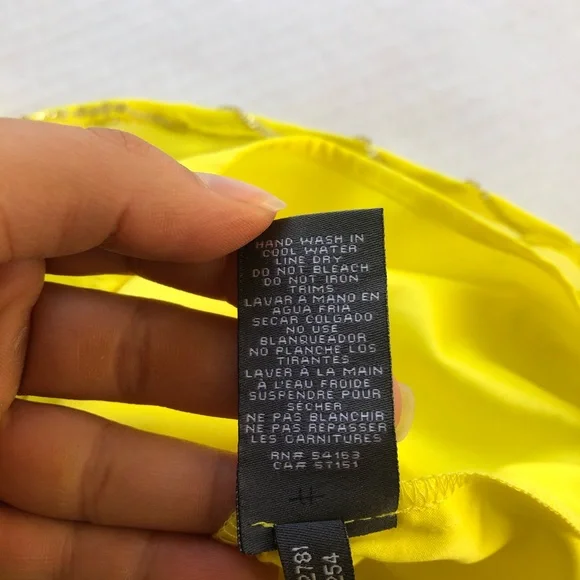 HAND WASH IN
COOL WATER
LINE DRY
DO NOT BLEACH
DO NOT IRON
TRIMS
LAVAR A MANO EN
AGUA FRIA
SECAR COLGADO
NO USE
BLANQUEADOR
NO PLANCHE LOS
TIRANTES
LAVER À LA MAIN
À L'EAU FROIDE
SUSPENDRE POUR
SÉCHER
NE PAS BLANCHIR
NE PAS REPASSER
LES GARNITURES
RN# 54163
CA# 57151
2781
254